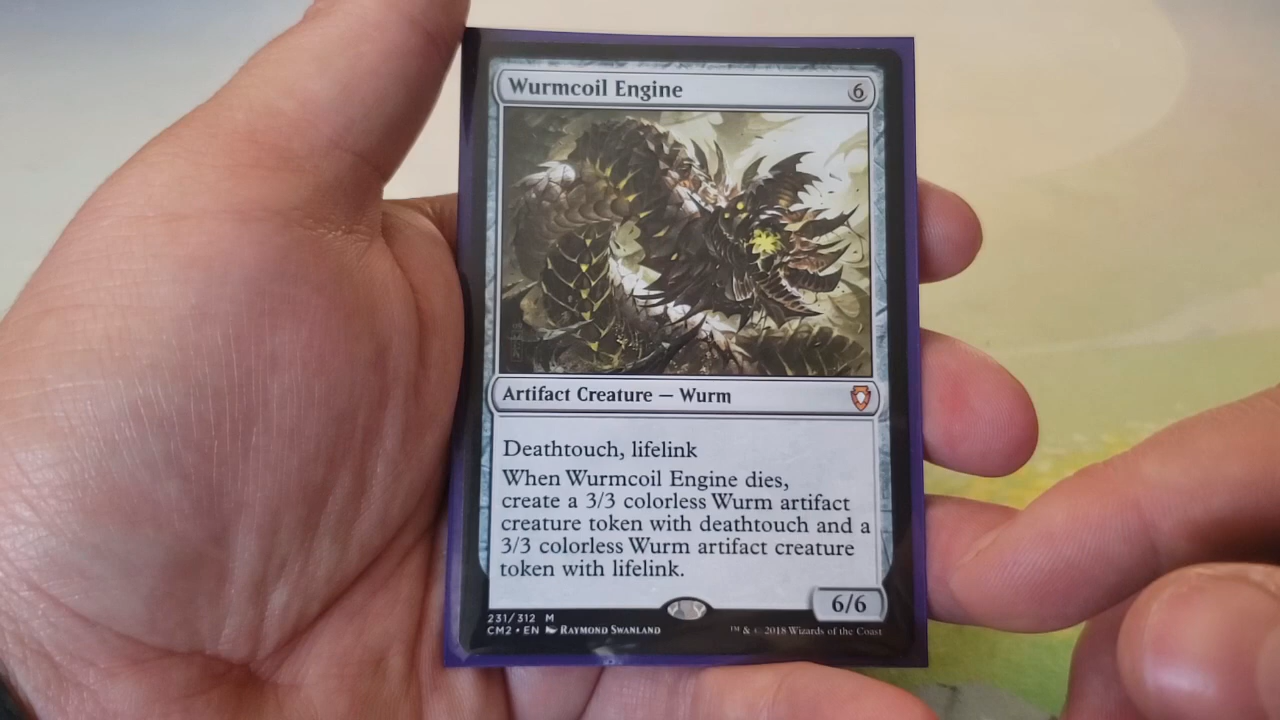 Wurmcoil Engine 6
Artifact Creature — Wurm
Deathtouch, lifelink
When Wurmcoil Engine dies,
create a 3/3 colorless Wurm artifact
creature token with deathtouch and a
3/3 colorless Wurm artifact creature
token with lifelink.
6/6
231/312 M
CM2 • EN Raymond Swanland
™ & © 2018 Wizards of the Coast